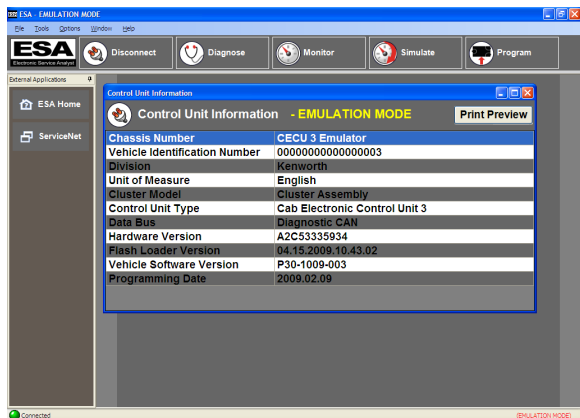 ESA - EMULATION MODE
File Tools Options Window Help
ESA
Electronic Service Analyst
Disconnect
Diagnose
Monitor
Simulate
Program
External Applications
ESA Home
ServiceNet
Control Unit Information
Control Unit Information - EMULATION MODE
Print Preview
Chassis Number CECU 3 Emulator
Vehicle Identification Number 00000000000000003
Division Kenworth
Unit of Measure English
Cluster Model Cluster Assembly
Control Unit Type Cab Electronic Control Unit 3
Data Bus Diagnostic CAN
Hardware Version A2C53335934
Flash Loader Version 04.15.2009.10.43.02
Vehicle Software Version P30-1009-003
Programming Date 2009.02.09
Connected (EMULATION MODE)